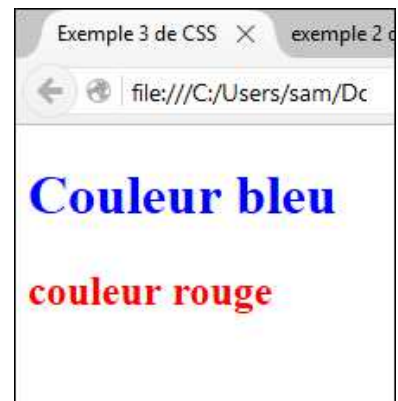 Exemple 3 de CSS
exemple 2
file:///C:/Users/sam/Dc
Couleur bleu
couleur rouge